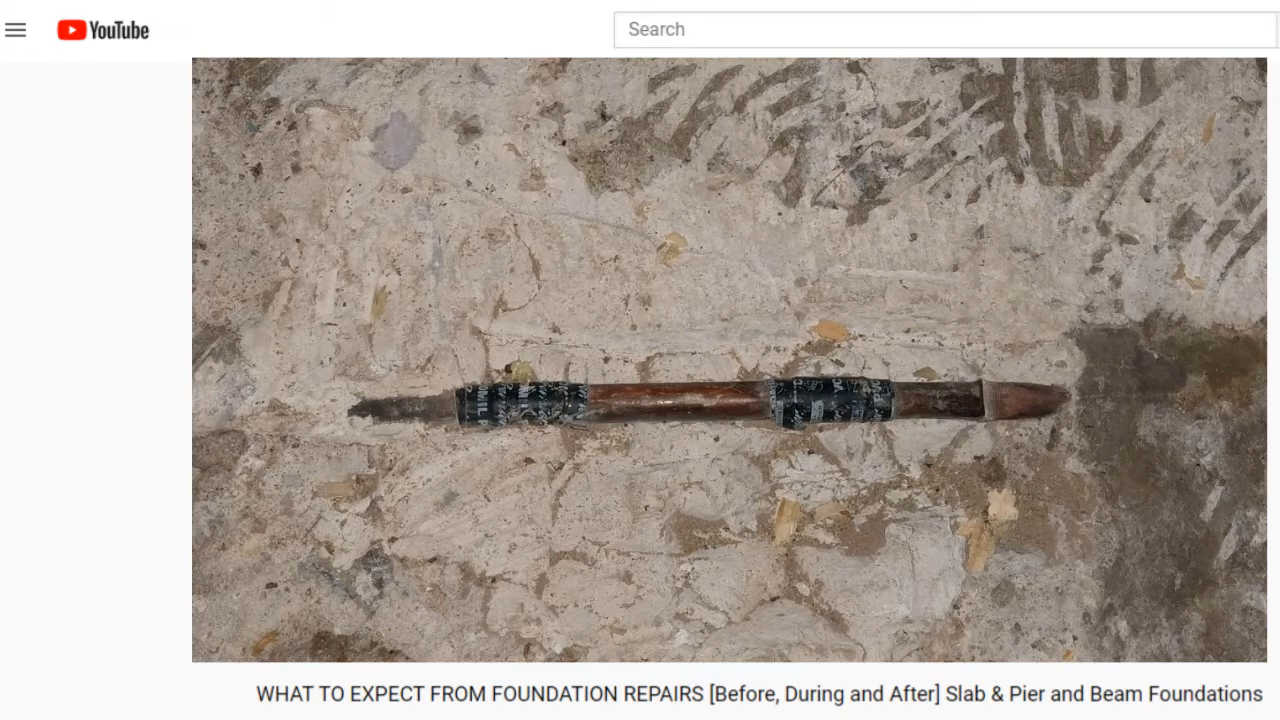 YouTube
Search
WHAT TO EXPECT FROM FOUNDATION REPAIRS [Before, During and After] Slab & Pier and Beam Foundations